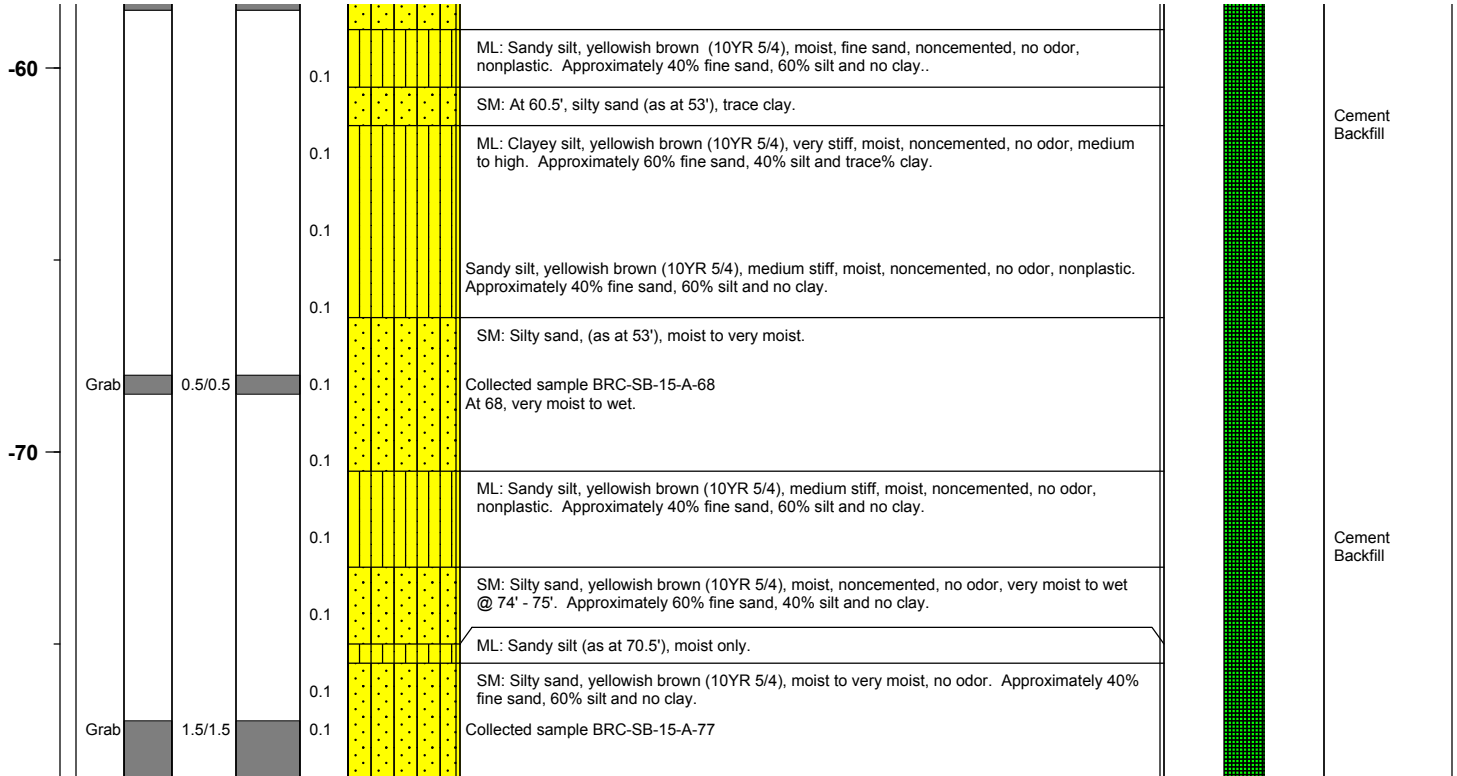 ML: Sandy silt, yellowish brown (10YR 5/4), moist, fine sand, noncemented, no odor,
nonplastic. Approximately 40% fine sand, 60% silt and no clay..
-60
0.1
SM: At 60.5', silty sand (as at 53'), trace clay.
Cement
Backfill
ML: Clayey silt, yellowish brown (10YR 5/4), very stiff, moist, noncemented, no odor, medium
to high. Approximately 60% fine sand, 40% silt and trace% clay.
0.1
0.1
Sandy silt, yellowish brown (10YR 5/4), medium stiff, moist, noncemented, no odor, nonplastic.
Approximately 40% fine sand, 60% silt and no clay.
0.1
SM: Silty sand, (as at 53'), moist to very moist.
Grab 0.5/0.5 0.1 Collected sample BRC-SB-15-A-68
At 68, very moist to wet.
-70
0.1
ML: Sandy silt, yellowish brown (10YR 5/4), medium stiff, moist, noncemented, no odor,
nonplastic. Approximately 40% fine sand, 60% silt and no clay.
0.1
Cement
Backfill
SM: Silty sand, yellowish brown (10YR 5/4), moist, noncemented, no odor, very moist to wet
@ 74' - 75'. Approximately 60% fine sand, 40% silt and no clay.
0.1
ML: Sandy silt (as at 70.5'), moist only.
SM: Silty sand, yellowish brown (10YR 5/4), moist to very moist, no odor. Approximately 40%
fine sand, 60% silt and no clay.
0.1
Grab 1.5/1.5 0.1 Collected sample BRC-SB-15-A-77